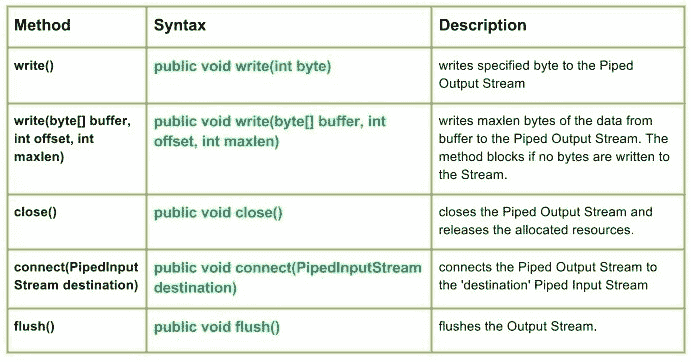 Method
Syntax
Description
write()
public void write(int byte)
writes specified byte to the Piped
Output Stream
write(byte[] buffer,
int offset, int
maxlen)
public void write(byte[] buffer, int
offset, int maxlen)
writes maxlen bytes of the data from
buffer to the Piped Output Stream. The
method blocks if no bytes are written to
the Stream.
close()
public void close()
closes the Piped Output Stream and
releases the allocated resources.
connect(PipedInput
Stream destination)
public void connect(PipedInputStream
destination)
connects the Piped Output Stream to
the 'destination' Piped Input Stream
flush()
public void flush()
flushes the Output Stream.